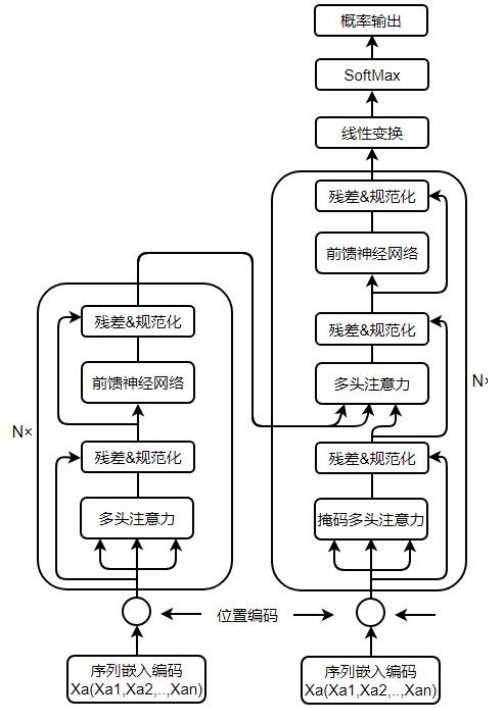 概率输出
SoftMax
线性变换
残差&规范化
前馈神经网络
残差&规范化
多头注意力
N×
残差&规范化
掩码多头注意力
残差&规范化
前馈神经网络
N×
残差&规范化
多头注意力
位置编码
序列嵌入编码
Xa(Xa1,Xa2,..,Xan)
序列嵌入编码
Xa(Xa1,Xa2,..,Xan)